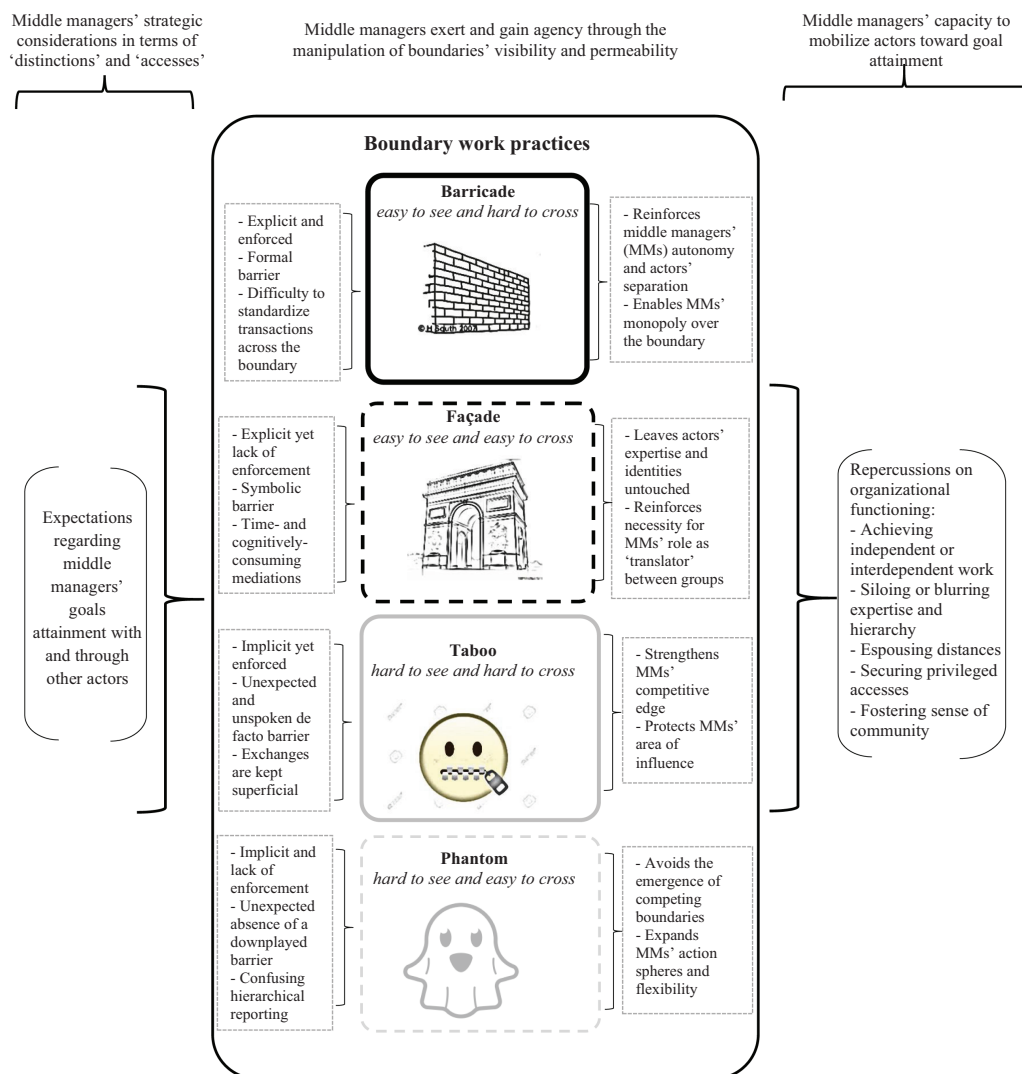 Middle managers' strategic
considerations in terms of
'distinctions' and 'accesses'
Middle managers exert and gain agency through the
manipulation of boundaries' visibility and permeability
Middle managers' capacity to
mobilize actors toward goal
attainment
Boundary work practices
Barricade
easy to see and hard to cross
- Explicit and
enforced
- Formal
barrier
- Difficulty to
standardize
transactions
across the
boundary
© H South 2007
- Reinforces
middle managers'
(MMs) autonomy
and actors'
separation
- Enables MMs'
monopoly over
the boundary
Façade
easy to see and easy to cross
- Explicit yet
lack of
enforcement
- Symbolic
barrier
- Time- and
cognitively-
consuming
mediations
- Leaves actors'
expertise and
identities
untouched
- Reinforces
necessity for
MMs' role as
'translator'
between groups
Taboo
hard to see and hard to cross
- Implicit yet
enforced
- Unexpected
and
unspoken de
facto barrier
- Exchanges
are kept
superficial
- Strengthens
MMs'
competitive
edge
- Protects MMs'
area of
influence
Phantom
hard to see and easy to cross
- Implicit and
lack of
enforcement
- Unexpected
absence of a
downplayed
barrier
- Confusing
hierarchical
reporting
- Avoids the
emergence of
competing
boundaries
- Expands
MMs' action
spheres and
flexibility
Expectations
regarding
middle
managers'
goals
attainment with
and through
other actors
Repercussions on
organizational
functioning:
- Achieving
independent or
interdependent work
- Siloing or blurring
expertise and
hierarchy
- Espousing distances
- Securing privileged
accesses
- Fostering sense of
community